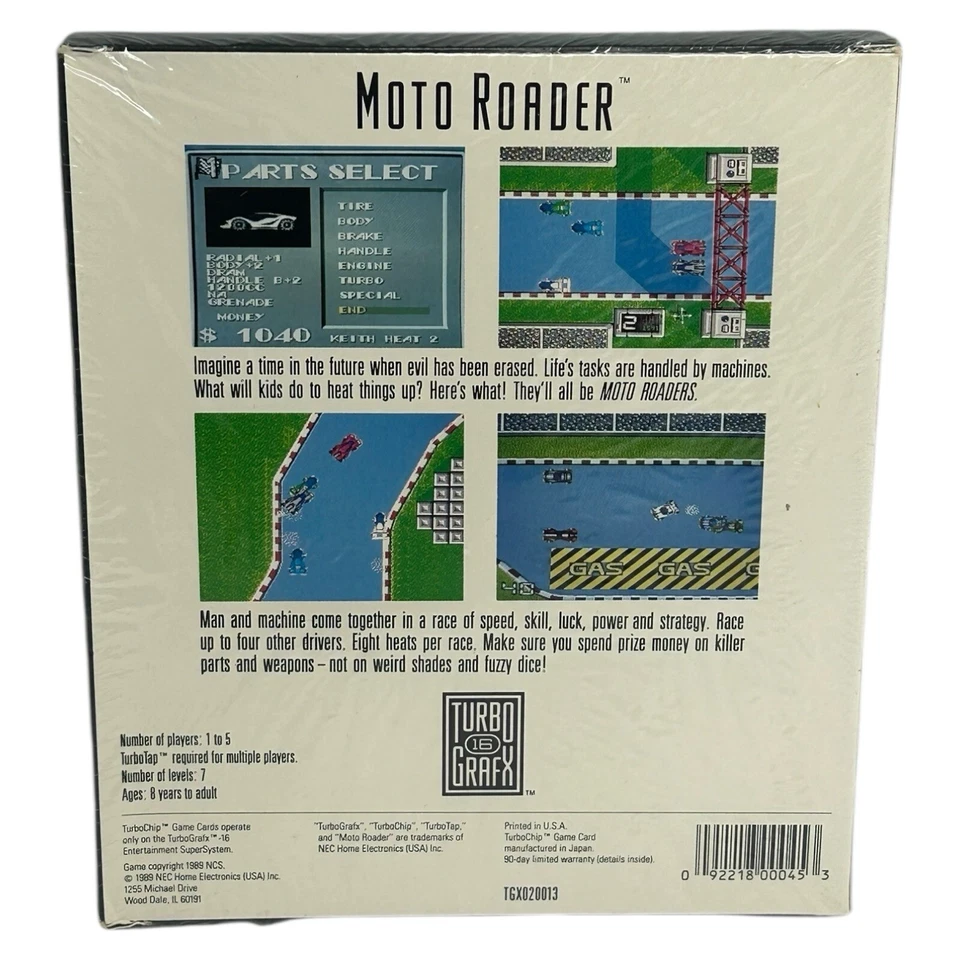 MOTO ROADER™
PARTS SELECT
TIRE
BODY
BRAKE
HANDLE
ENGINE
TURBO
SPECIAL
END
RADIAL+1
BODY+2
DRAM
HANDLE B+2
1200CC
NA
GRENADE
MONEY
$ 1040 KEITH HEAT 2
2
Imagine a time in the future when evil has been erased. Life's tasks are handled by machines.
What will kids do to heat things up? Here's what! They'll all be MOTO ROADERS.
GAS GAS G
40
Man and machine come together in a race of speed, skill, luck, power and strategy. Race
up to four other drivers. Eight heats per race. Make sure you spend prize money on killer
parts and weapons – not on weird shades and fuzzy dice!
TURBO
16
GRAFX™
Number of players: 1 to 5
TurboTap™ required for multiple players.
Number of levels: 7
Ages: 8 years to adult
TurboChip™ Game Cards operate
only on the TurboGrafx™-16
Entertainment SuperSystem.
Game copyright 1989 NCS.
© 1989 NEC Home Electronics (USA) Inc.
1255 Michael Drive
Wood Dale, IL 60191
"TurboGrafx", "TurboChip", "TurboTap,"
and "Moto Roader" are trademarks of
NEC Home Electronics (USA) Inc.
Printed in U.S.A.
TurboChip™ Game Card
manufactured in Japan.
90-day limited warranty (details inside).
TGX020013
0 92218 00045 3